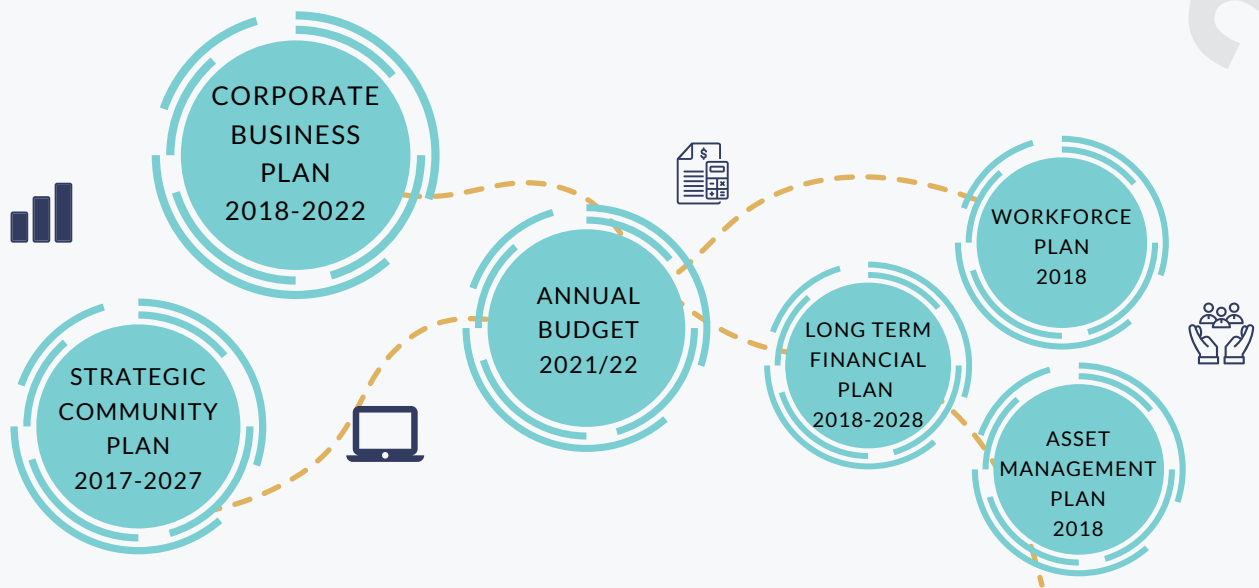 CORPORATE
BUSINESS
PLAN
2018-2022
STRATEGIC
COMMUNITY
PLAN
2017-2027
ANNUAL
BUDGET
2021/22
LONG TERM
FINANCIAL
PLAN
2018-2028
WORKFORCE
PLAN
2018
ASSET
MANAGEMENT
PLAN
2018
$